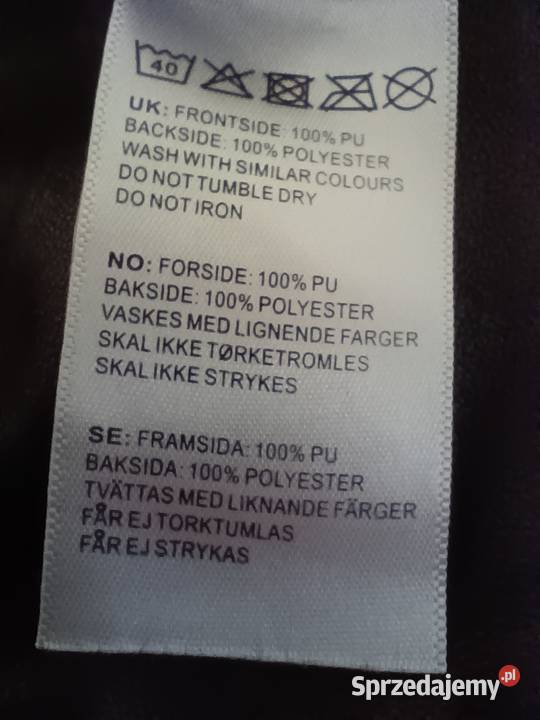 40
UK: FRONTSIDE: 100% PU
BACKSIDE: 100% POLYESTER
WASH WITH SIMILAR COLOURS
DO NOT TUMBLE DRY
DO NOT IRON
NO: FORSIDE: 100% PU
BAKSIDE: 100% POLYESTER
VASKES MED LIGNENDE FARGER
SKAL IKKE TØRKETROMLES
SKAL IKKE STRYKES
SE: FRAMSIDA: 100% PU
BAKSIDA: 100% POLYESTER
TVÄTTAS MED LIKNANDE FÄRGER
FÅR EJ TORKTUMLAS
FÅR EJ STRYKAS
Sprzedajemy.pl